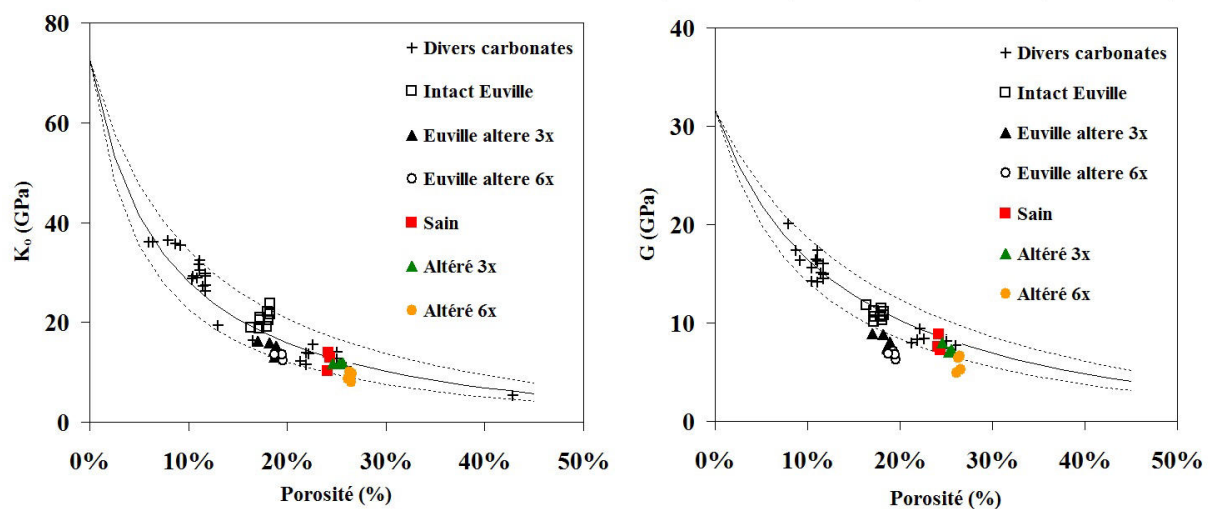 80
60
40
20
0
K₀ (GPa)
0% 10% 20% 30% 40% 50%
Porosité (%)
Divers carbonates
Intact Euville
Euville altere 3x
Euville altere 6x
Sain
Altéré 3x
Altéré 6x
40
30
20
10
0
G (GPa)
0% 10% 20% 30% 40% 50%
Porosité (%)
Divers carbonates
Intact Euville
Euville altere 3x
Euville altere 6x
Sain
Altéré 3x
Altéré 6x